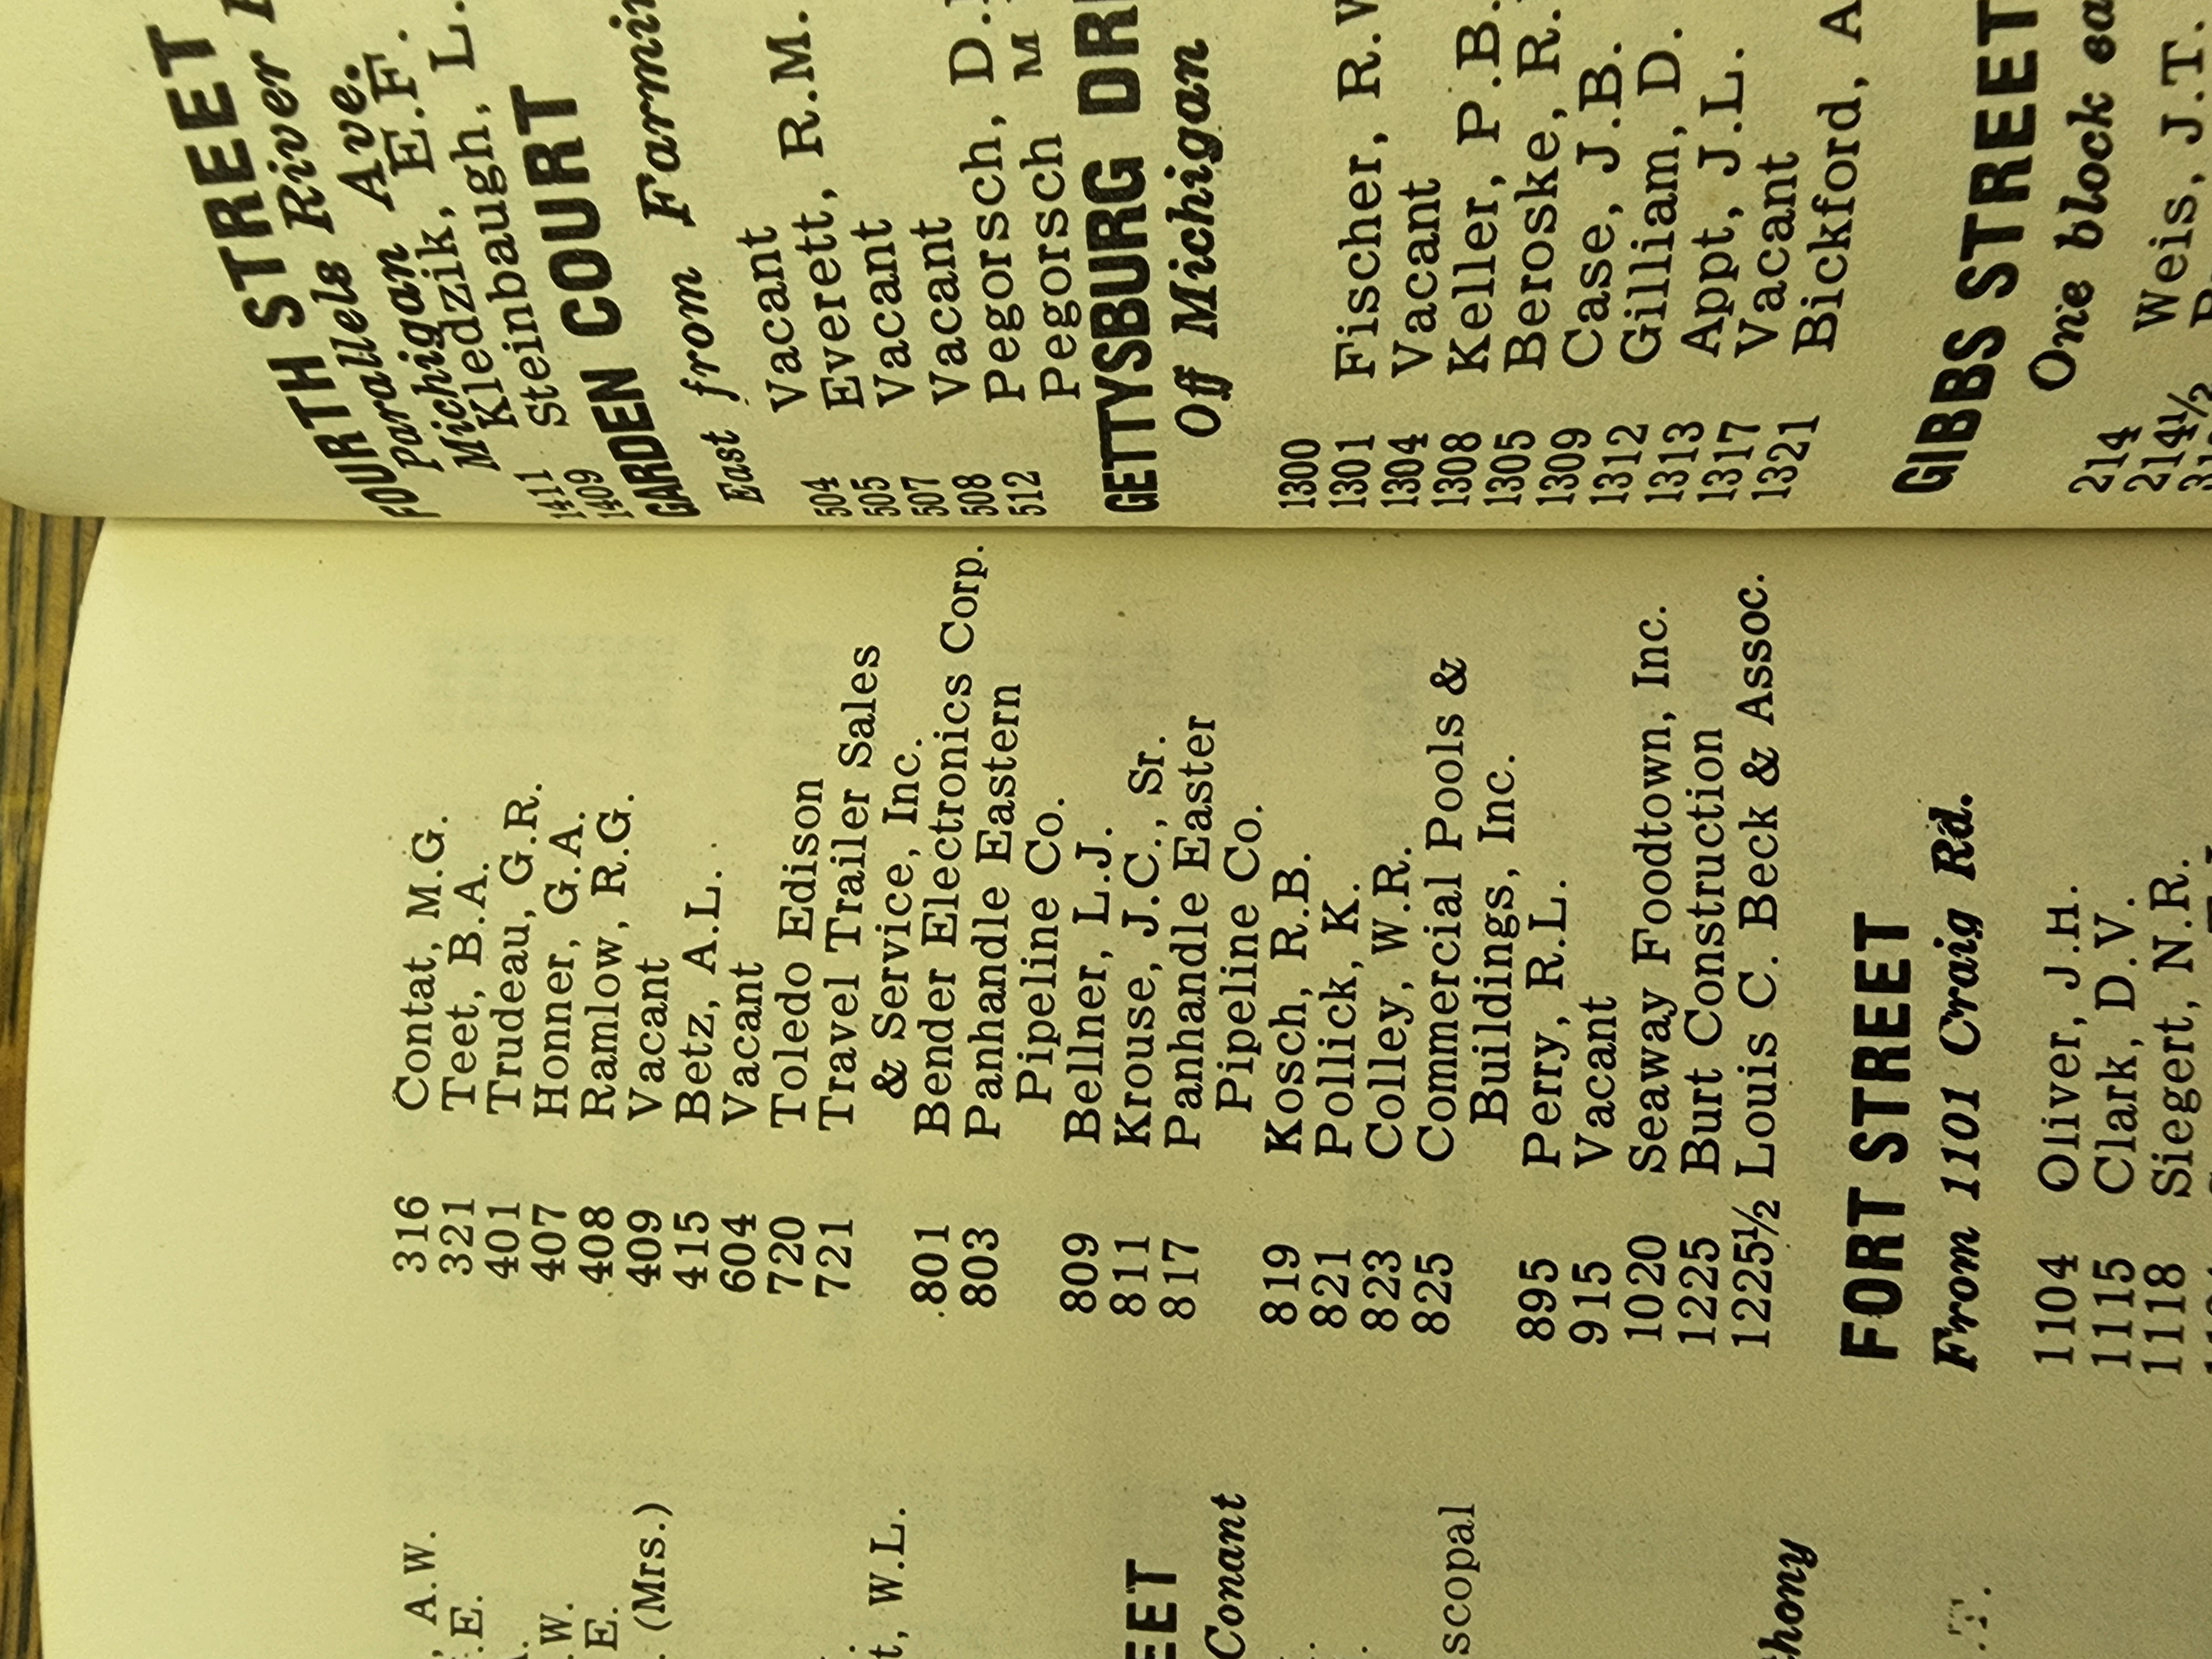 A.W.
E.
W.
E.
(Mrs.)
W.L.
EET
Conant
scopal
hony
316 Contat, M.G.
321 Teet, B.A.
401 Trudeau, G.R.
407 Honner, G.A.
408 Ramlow, R.G.
409 Vacant
415 Betz, A.L.
604 Vacant
720 Toledo Edison
721 Travel Trailer Sales
& Service, Inc.
801 Bender Electronics Corp.
803 Panhandle Eastern
Pipeline Co.
809 Bellner, L.J.
811 Krouse, J.C., Sr.
817 Panhandle Easter
Pipeline Co.
819 Kosch, R.B.
821 Pollick, K.
823 Colley, W.R.
825 Commercial Pools &
Buildings, Inc.
895 Perry, R.L.
915 Vacant
1020 Seaway Foodtown, Inc.
1225 Burt Construction
1225½ Louis C. Beck & Assoc.
FORT STREET
From 1101 Craig Rd.
1104 Oliver, J.H.
1115 Clark, D.V.
1118 Siegert, N.R.
FOURTH STREET
Parallels River
Michigan Ave.
1411 Kledzik, E.F.
1409 Steinbaugh, L.
GARDEN COURT
East from Farmin
504 Vacant
505 Everett, R.M.
507 Vacant
508 Vacant
512 Pegorsch, D.
Pegorsch M
GETTYSBURG DRI
Off Michigan
1300 Fischer, R.W
1301 Vacant
1304 Keller, P.B.
1308 Beroske, R.
1305 Case, J.B.
1309 Gilliam, D.
1312 Appt, J.L.
1313 Vacant
1317 Bickford, A
1321
GIBBS STREET
One block ea
214 Weis, J.T.
214½